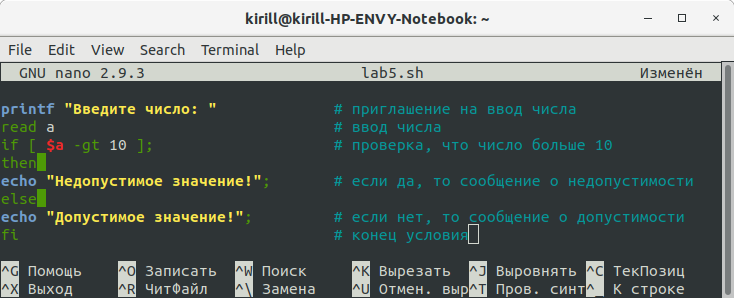 kirill@kirill-HP-ENVY-Notebook: ~
File Edit View Search Terminal Help
GNU nano 2.9.3 lab5.sh Изменён
printf "Введите число: " # приглашение на ввод числа
read a # ввод числа
if [ $a -gt 10 ]; # проверка, что число больше 10
then
echo "Недопустимое значение!"; # если да, то сообщение о недопустимости
else
echo "Допустимое значение!"; # если нет, то сообщение о допустимости
fi # конец условия
^G Помощь ^O Записать ^W Поиск ^K Вырезать ^J Выровнять ^C ТекПозиц
^X Выход ^R ЧитФайл ^\ Замена ^U Отмен. выр^T Пров. синт^_ К строке